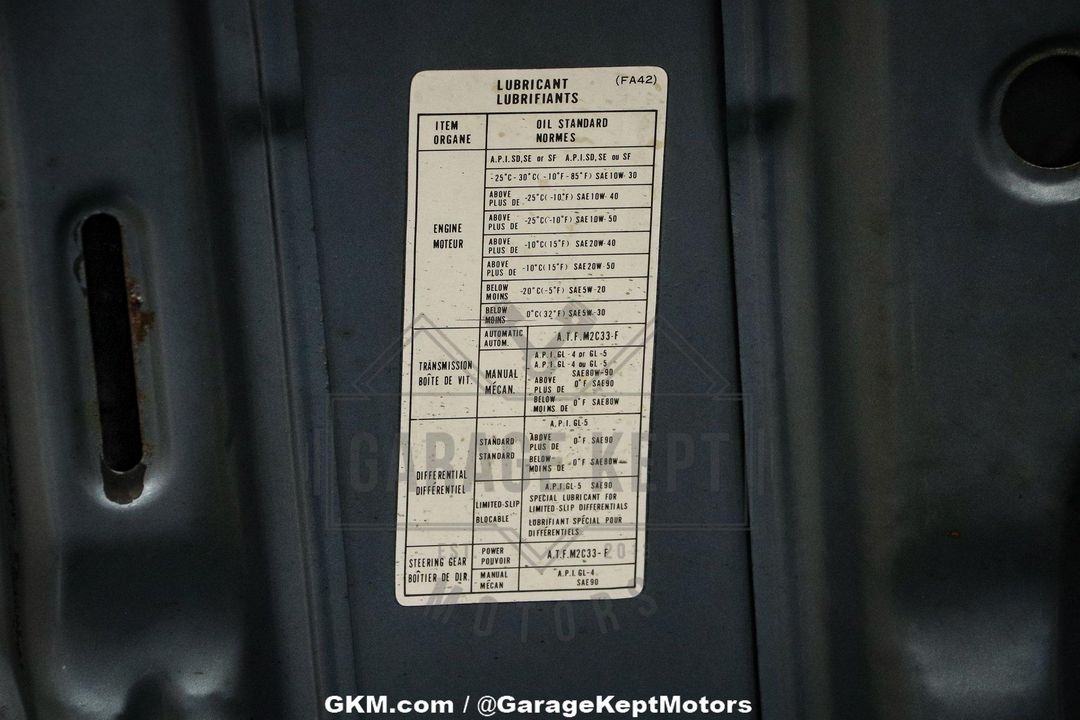 LUBRICANT (FA42)
LUBRIFIANTS
ITEM
ORGANE
OIL STANDARD
NORMES
ENGINE
MOTEUR
A.P.I.SD,SE or SF A.P.I.SD,SE ou SF
-25°C-30°C(-10°F-85°F) SAE10W-30
ABOVE
PLUS DE -25°C(-10°F) SAE10W-40
ABOVE
PLUS DE -25°C(-10°F) SAE10W-50
ABOVE
PLUS DE -10°C(15°F) SAE20W-40
ABOVE
PLUS DE -10°C(15°F) SAE20W-50
BELOW
MOINS -20°C(-5°F) SAE5W-20
BELOW
MOINS 0°C(32°F) SAE5W-30
TRANSMISSION
BOÎTE DE VIT.
AUTOMATIC
AUTOM.
A.T.F.M2C33-F
MANUAL
MÉCAN.
A.P.I.GL-4 or GL-5
A.P.I.GL-4 ou GL-5
SAE80W-90
ABOVE
PLUS DE 0°F SAE90
BELOW
MOINS DE 0°F SAE80W
DIFFERENTIAL
DIFFÉRENTIEL
STANDARD
STANDARD
A.P.I.GL-5
ABOVE
PLUS DE 0°F SAE90
BELOW
MOINS DE 0°F SAE80W
LIMITED-SLIP
BLOCABLE
A.P.I.GL-5 SAE90
SPECIAL LUBRICANT FOR
LIMITED-SLIP DIFFERENTIALS
LUBRIFIANT SPÉCIAL POUR
DIFFÉRENTIELS
STEERING GEAR
BOÎTIER DE DIR.
POWER
POUVOIR
A.T.F.M2C33-F
MANUAL
MÉCAN
A.P.I.GL-4
SAE90
GARAGE KEPT
MOTORS
GKM.com / @GarageKeptMotors